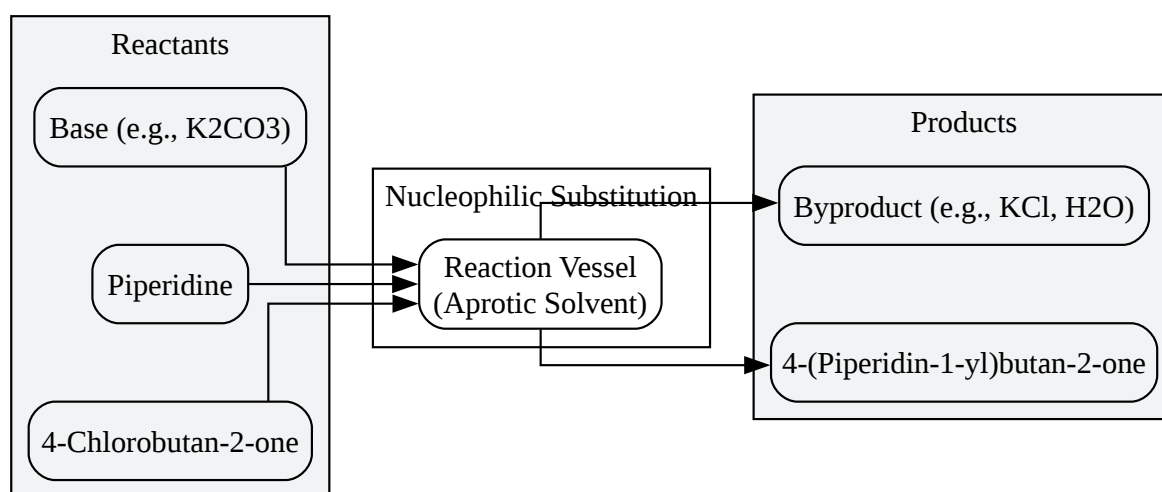 Reactants
Base (e.g., K2CO3)
Piperidine
4-Chlorobutan-2-one
Nucleophilic Substitution
Reaction Vessel
(Aprotic Solvent)
Products
Byproduct (e.g., KCl, H2O)
4-(Piperidin-1-yl)butan-2-one